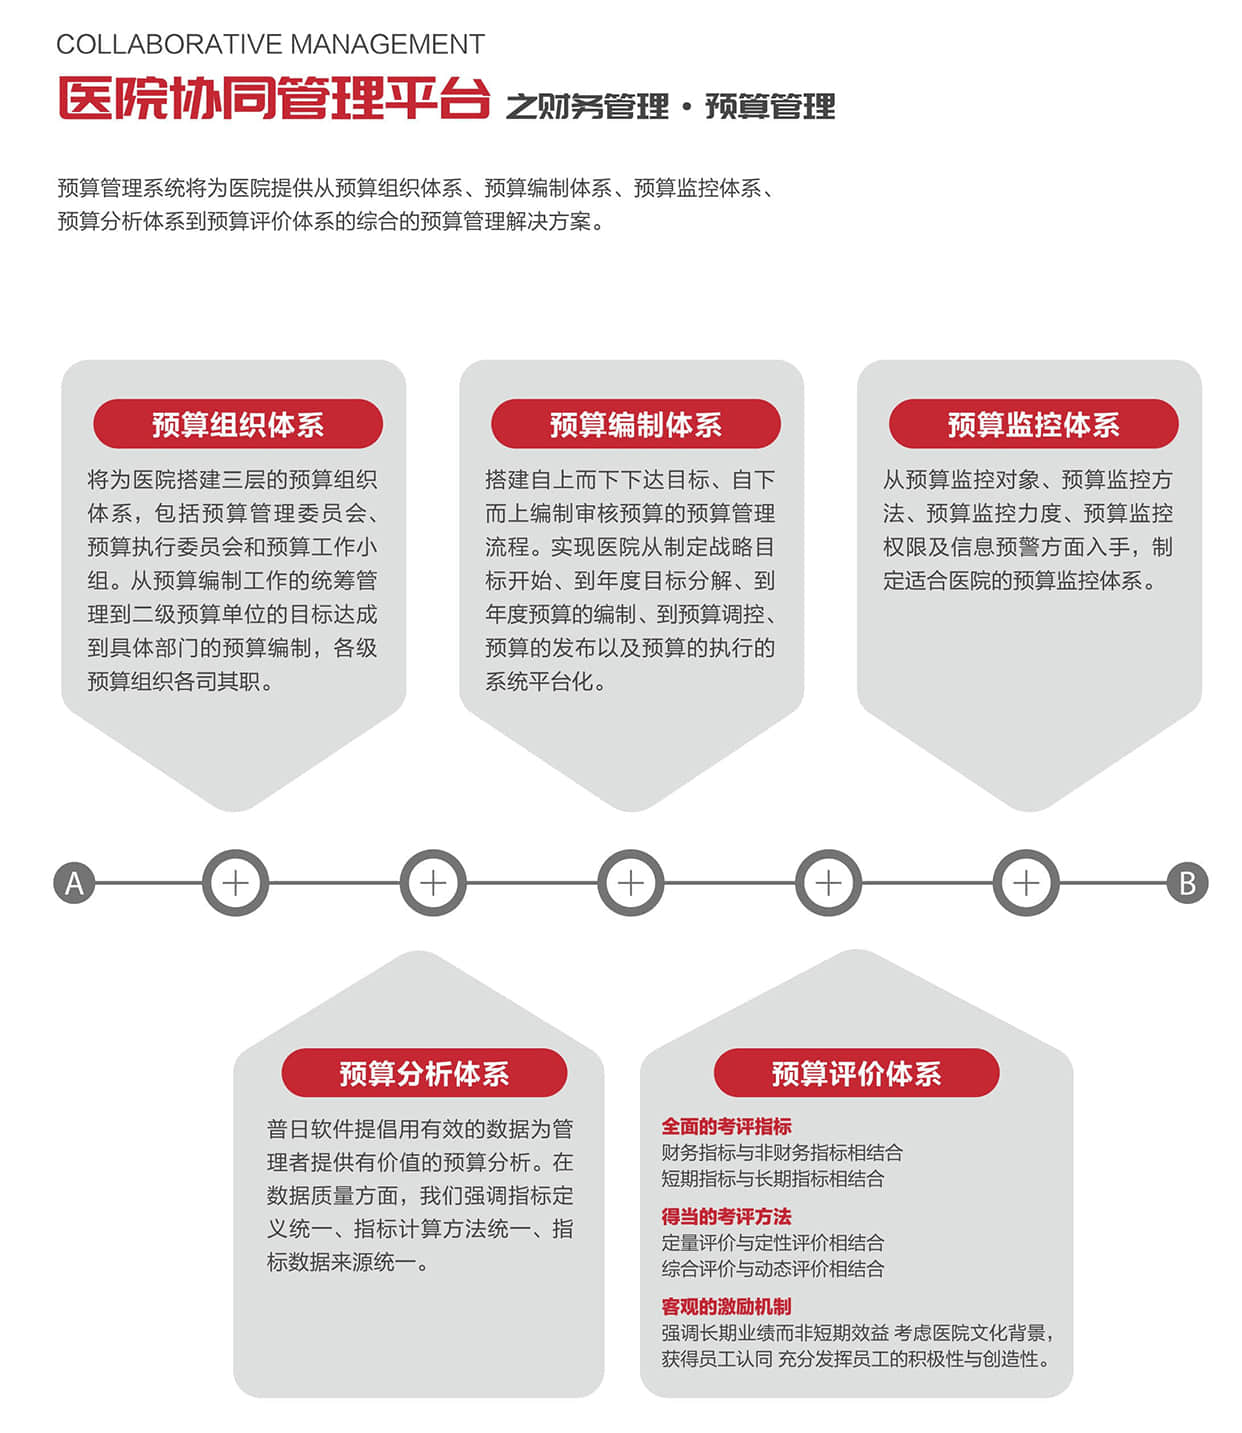 COLLABORATIVE MANAGEMENT
医院协同管理平台 之财务管理·预算管理
预算管理系统将为医院提供从预算组织体系、预算编制体系、预算监控体系、
预算分析体系到预算评价体系的综合的预算管理解决方案。
预算组织体系
将为医院搭建三层的预算组织
体系，包括预算管理委员会、
预算执行委员会和预算工作小
组。从预算编制工作的统筹管
理到二级预算单位的目标达成
到具体部门的预算编制，各级
预算组织各司其职。
预算编制体系
搭建自上而下下达目标、自下
而上编制审核预算的预算管理
流程。实现医院从制定战略目
标开始、到年度目标分解、到
年度预算的编制、到预算调控、
预算的发布以及预算的执行的
系统平台化。
预算监控体系
从预算监控对象、预算监控方
法、预算监控力度、预算监控
权限及信息预警方面入手，制
定适合医院的预算监控体系。
A
B
预算分析体系
普日软件提倡用有效的数据为管
理者提供有价值的预算分析。在
数据质量方面，我们强调指标定
义统一、指标计算方法统一、指
标数据来源统一。
预算评价体系
全面的考评指标
财务指标与非财务指标相结合
短期指标与长期指标相结合
得当的考评方法
定量评价与定性评价相结合
综合评价与动态评价相结合
客观的激励机制
强调长期业绩而非短期效益 考虑医院文化背景，
获得员工认同 充分发挥员工的积极性与创造性。